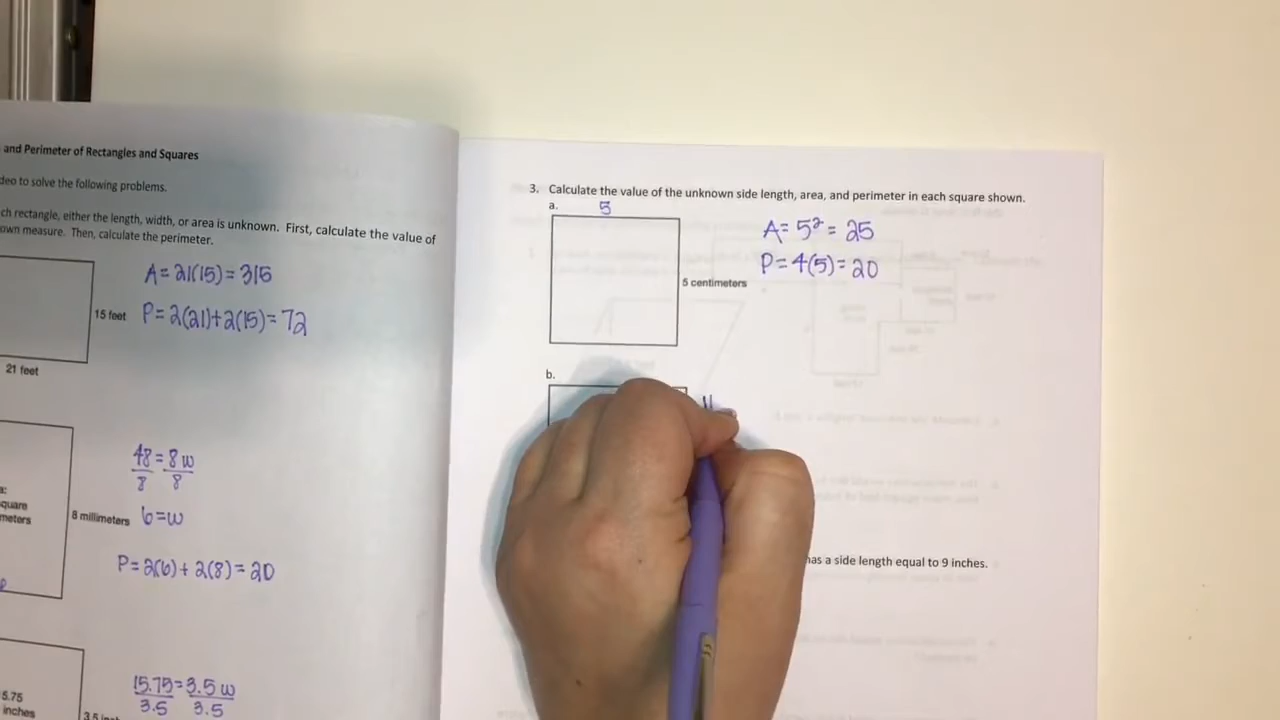 and Perimeter of Rectangles and Squares
deo to solve the following problems.
ch rectangle, either the length, width, or area is unknown. First, calculate the value of
own measure. Then, calculate the perimeter.
A = 21(15) = 315
15 feet
P = 2(21) + 2(15) = 72
21 feet
48 = 8w
8 8
quare
meters
8 millimeters
6 = w
P = 2(6) + 2(8) = 20
15.75 = 3.5w
3.5 3.5
5.75
inches
3.5 inch
3. Calculate the value of the unknown side length, area, and perimeter in each square shown.
a.
5
A = 5² = 25
P = 4(5) = 20
5 centimeters
b.
has a side length equal to 9 inches.